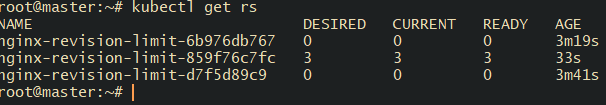 root@master:~# kubectl get rs
NAME DESIRED CURRENT READY AGE
nginx-revision-limit-6b976db767 0 0 0 3m19s
nginx-revision-limit-859f76c7fc 3 3 3 33s
nginx-revision-limit-d7f5d89c9 0 0 0 3m41s
root@master:~#